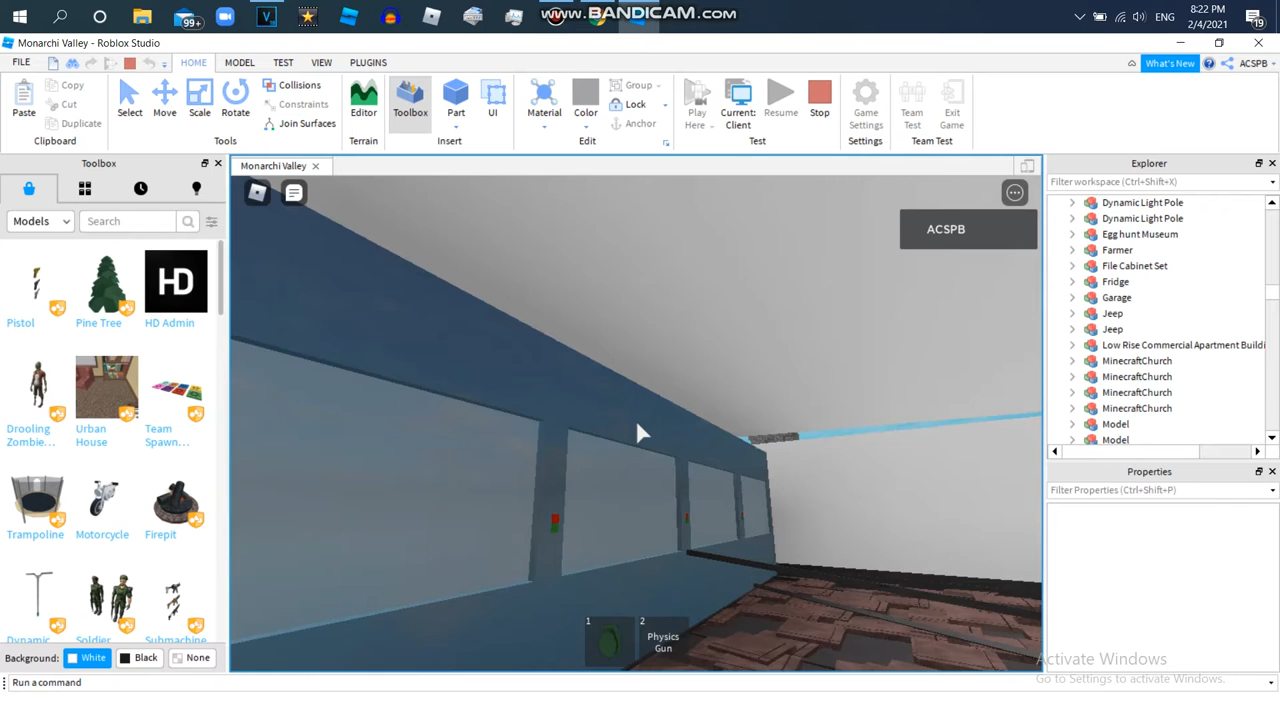 www.BANDICAM.com
99+
ENG
8:22 PM
2/4/2021
19
Monarchi Valley - Roblox Studio
FILE
HOME
MODEL
TEST
VIEW
PLUGINS
What's New
ACSPB
Paste
Copy
Cut
Duplicate
Clipboard
Select
Move
Scale
Rotate
Collisions
Constraints
Join Surfaces
Tools
Editor
Terrain
Toolbox
Part
UI
Insert
Material
Color
Group
Lock
Anchor
Edit
Play
Here
Current:
Client
Resume
Stop
Test
Game
Settings
Settings
Team
Test
Exit
Game
Team Test
Toolbox
Models
Search
Pistol
Pine Tree
HD
HD Admin
Drooling
Zombie...
Urban
House
Team
Spawn...
Trampoline
Motorcycle
Firepit
Dynamic
Soldier
Submachine
Background:
White
Black
None
Run a command
Monarchi Valley
ACSPB
1
2
Physics
Gun
Explorer
Filter workspace (Ctrl+Shift+X)
Dynamic Light Pole
Dynamic Light Pole
Egg hunt Museum
Farmer
File Cabinet Set
Fridge
Garage
Jeep
Jeep
Low Rise Commercial Apartment Buildi
MinecraftChurch
MinecraftChurch
MinecraftChurch
MinecraftChurch
Model
Model
Properties
Filter Properties (Ctrl+Shift+P)
Activate Windows
Go to Settings to activate Windows.